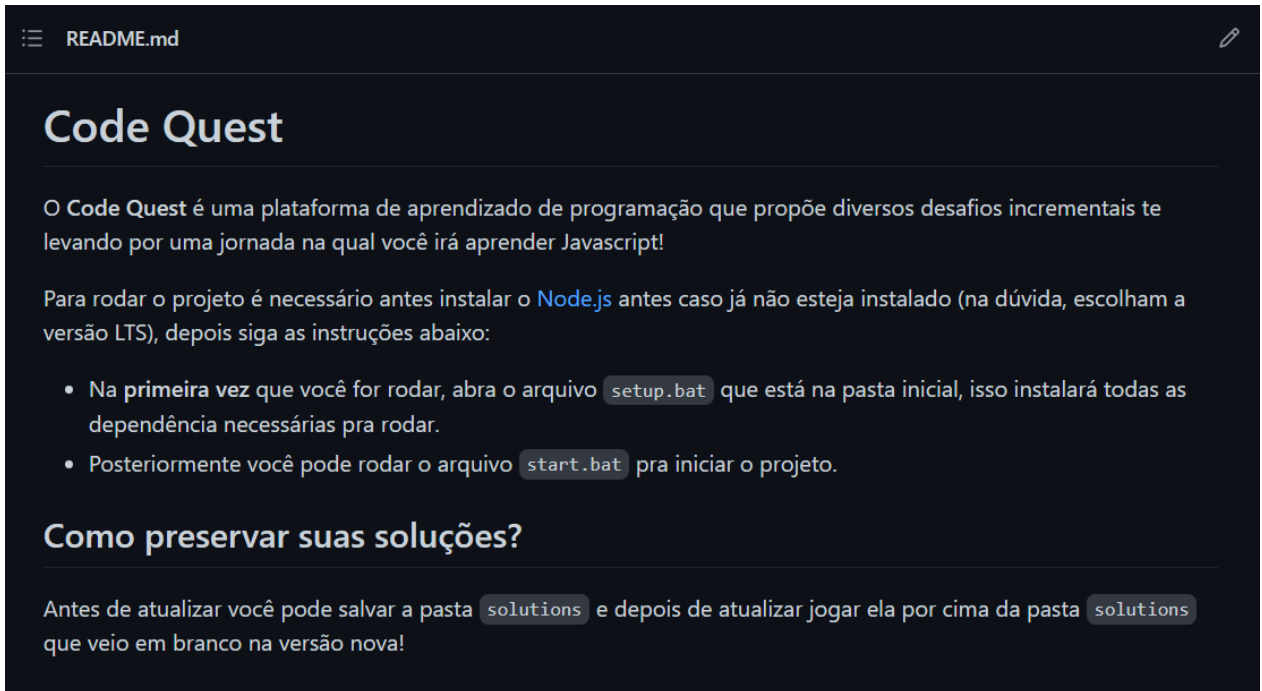 README.md
Code Quest
O Code Quest é uma plataforma de aprendizado de programação que propõe diversos desafios incrementais te
levando por uma jornada na qual você irá aprender Javascript!
Para rodar o projeto é necessário antes instalar o Node.js antes caso já não esteja instalado (na dúvida, escolham a
versão LTS), depois siga as instruções abaixo:
• Na primeira vez que você for rodar, abra o arquivo setup.bat que está na pasta inicial, isso instalará todas as
dependência necessárias pra rodar.
• Posteriormente você pode rodar o arquivo start.bat pra iniciar o projeto.
Como preservar suas soluções?
Antes de atualizar você pode salvar a pasta solutions e depois de atualizar jogar ela por cima da pasta solutions
que veio em branco na versão nova!